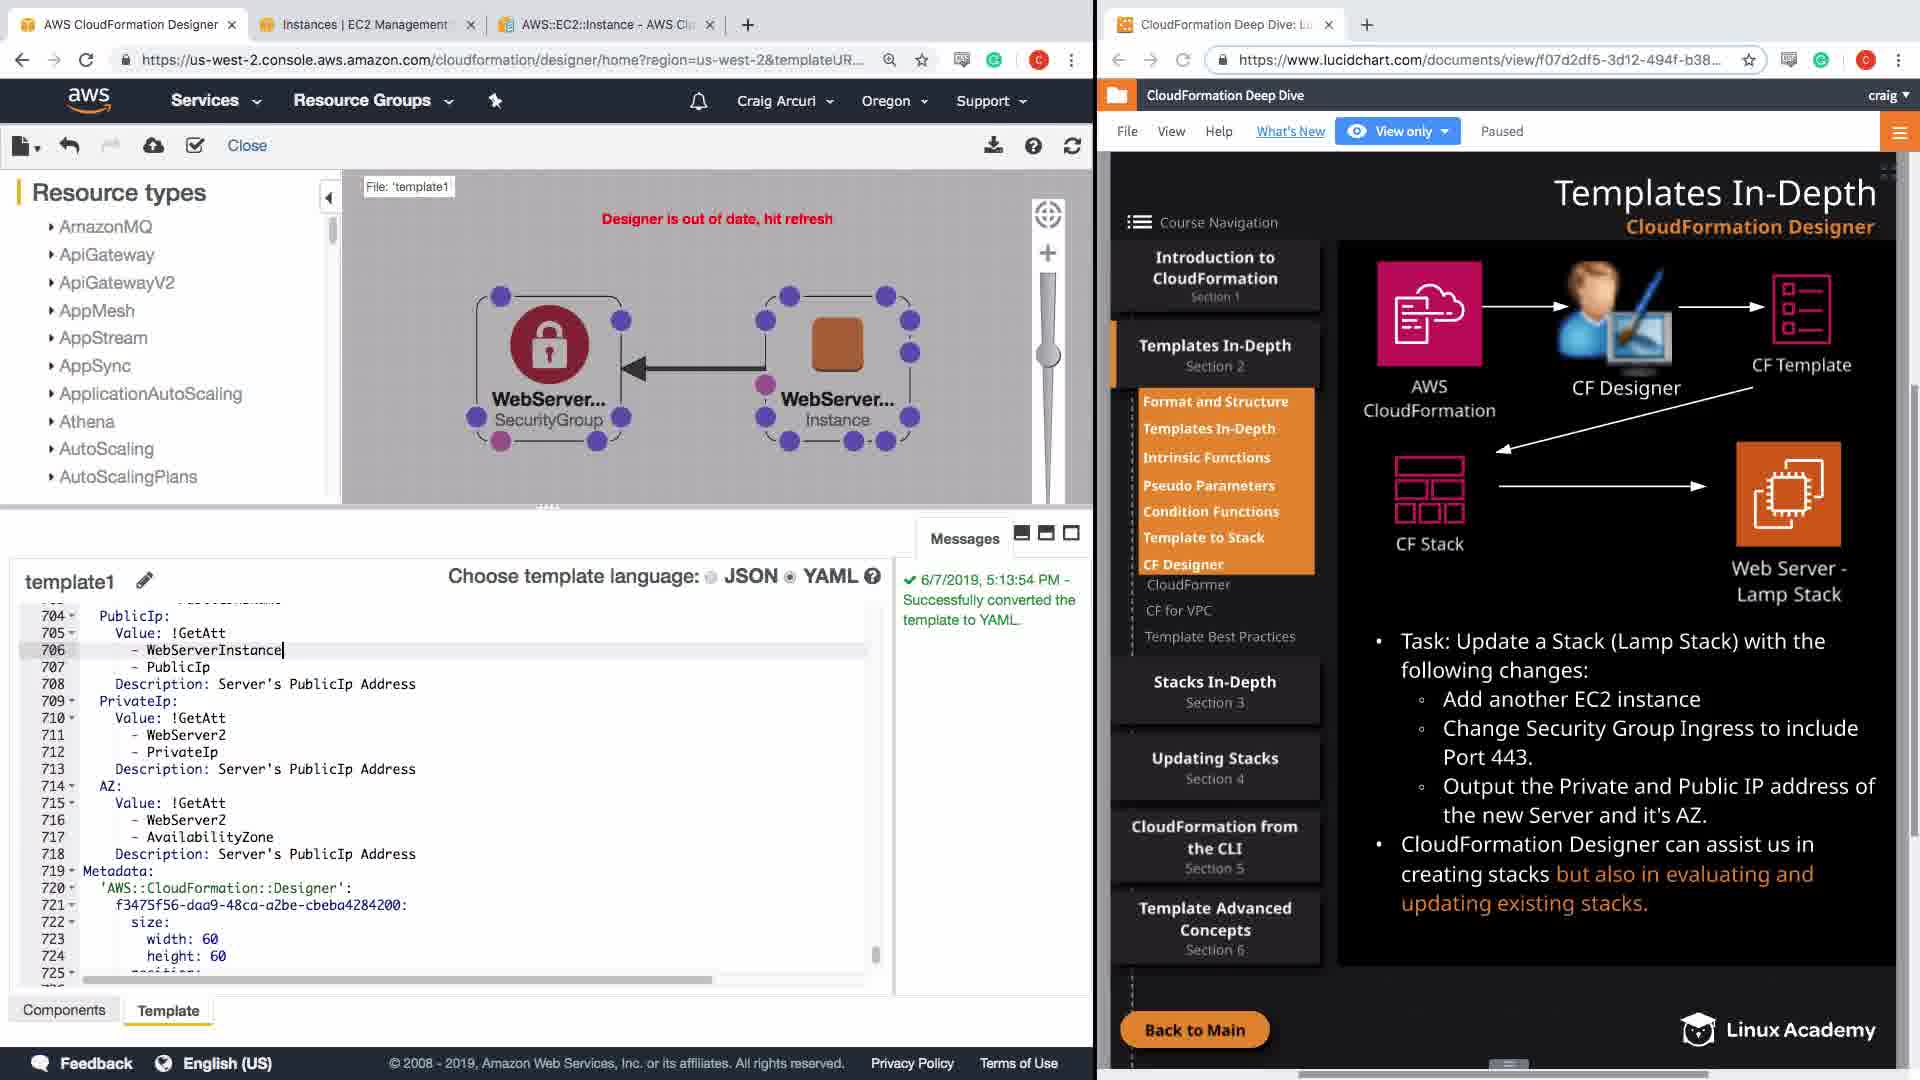 AWS CloudFormation Designer
Instances | EC2 Management
AWS::EC2::Instance - AWS Clo
CloudFormation Deep Dive: Lu
https://us-west-2.console.aws.amazon.com/cloudformation/designer/home?region=us-west-2&templateUR...
C
https://www.lucidchart.com/documents/view/f07d2df5-3d12-494f-b38...
C
aws
Services
Resource Groups
Craig Arcuri
Oregon
Support
CloudFormation Deep Dive
craig
File
View
Help
What's New
View only
Paused
Close
Resource types
AmazonMQ
ApiGateway
ApiGatewayV2
AppMesh
AppStream
AppSync
ApplicationAutoScaling
Athena
AutoScaling
AutoScalingPlans
File: 'template1
Designer is out of date, hit refresh
WebServer...
SecurityGroup
WebServer...
Instance
Messages
6/7/2019, 5:13:54 PM -
Successfully converted the
template to YAML.
template1
Choose template language: JSON YAML
704 PublicIp:
705 Value: !GetAtt
706 - WebServerInstance
707 - PublicIp
708 Description: Server's PublicIp Address
709 PrivateIp:
710 Value: !GetAtt
711 - WebServer2
712 - PrivateIp
713 Description: Server's PublicIp Address
714 AZ:
715 Value: !GetAtt
716 - WebServer2
717 - AvailabilityZone
718 Description: Server's PublicIp Address
719 Metadata:
720 'AWS::CloudFormation::Designer':
721 f3475f56-daa9-48ca-a2be-cbeba4284200:
722 size:
723 width: 60
724 height: 60
725
Components
Template
Feedback
English (US)
© 2008 - 2019, Amazon Web Services, Inc. or its affiliates. All rights reserved.
Privacy Policy
Terms of Use
Templates In-Depth
CloudFormation Designer
Course Navigation
Introduction to
CloudFormation
Section 1
Templates In-Depth
Section 2
Format and Structure
Templates In-Depth
Intrinsic Functions
Pseudo Parameters
Condition Functions
Template to Stack
CF Designer
CloudFormer
CF for VPC
Template Best Practices
Stacks In-Depth
Section 3
Updating Stacks
Section 4
CloudFormation from
the CLI
Section 5
Template Advanced
Concepts
Section 6
Back to Main
AWS
CloudFormation
CF Designer
CF Template
CF Stack
Web Server -
Lamp Stack
• Task: Update a Stack (Lamp Stack) with the
following changes:
◦ Add another EC2 instance
◦ Change Security Group Ingress to include
Port 443.
◦ Output the Private and Public IP address of
the new Server and it's AZ.
• CloudFormation Designer can assist us in
creating stacks but also in evaluating and
updating existing stacks.
Linux Academy